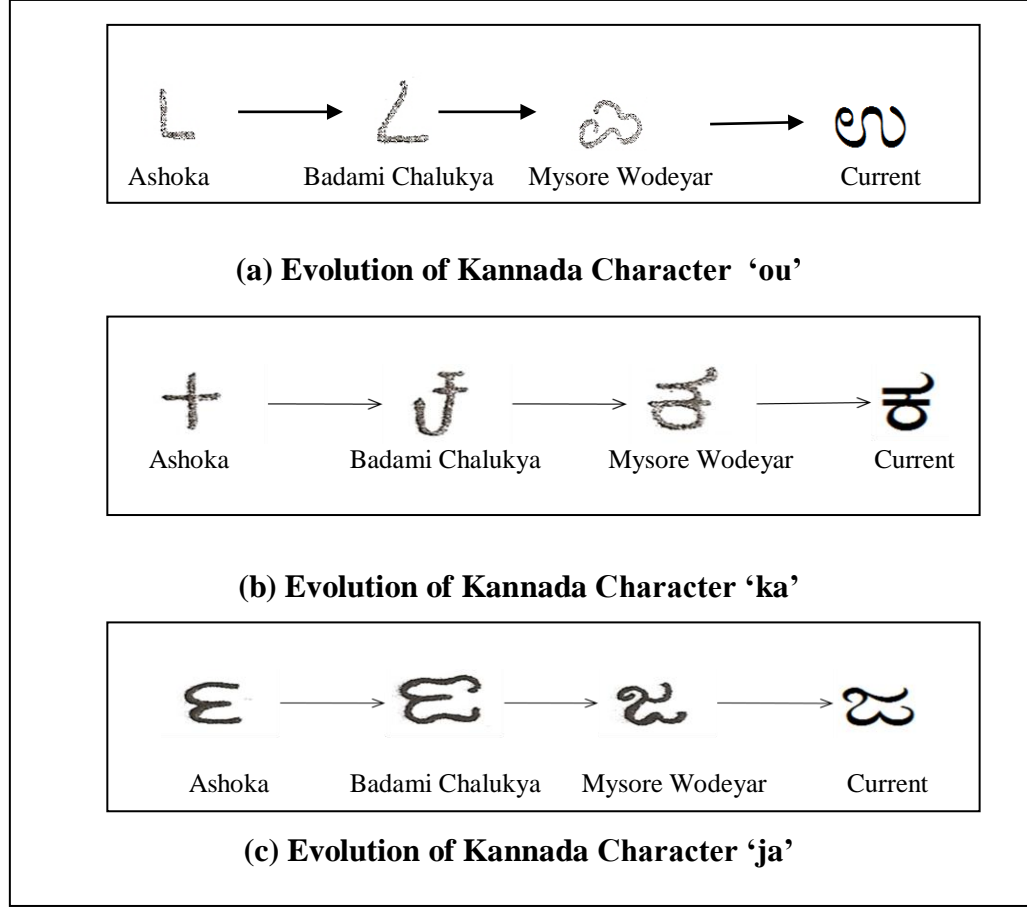 𑀉 𑀉 ಉ ಉ
Ashoka Badami Chalukya Mysore Wodeyar Current
(a) Evolution of Kannada Character ‘ou’
𑀓 ಕ
Ashoka Badami Chalukya Mysore Wodeyar Current
(b) Evolution of Kannada Character ‘ka’
𑀚 ಜ
Ashoka Badami Chalukya Mysore Wodeyar Current
(c) Evolution of Kannada Character ‘ja’